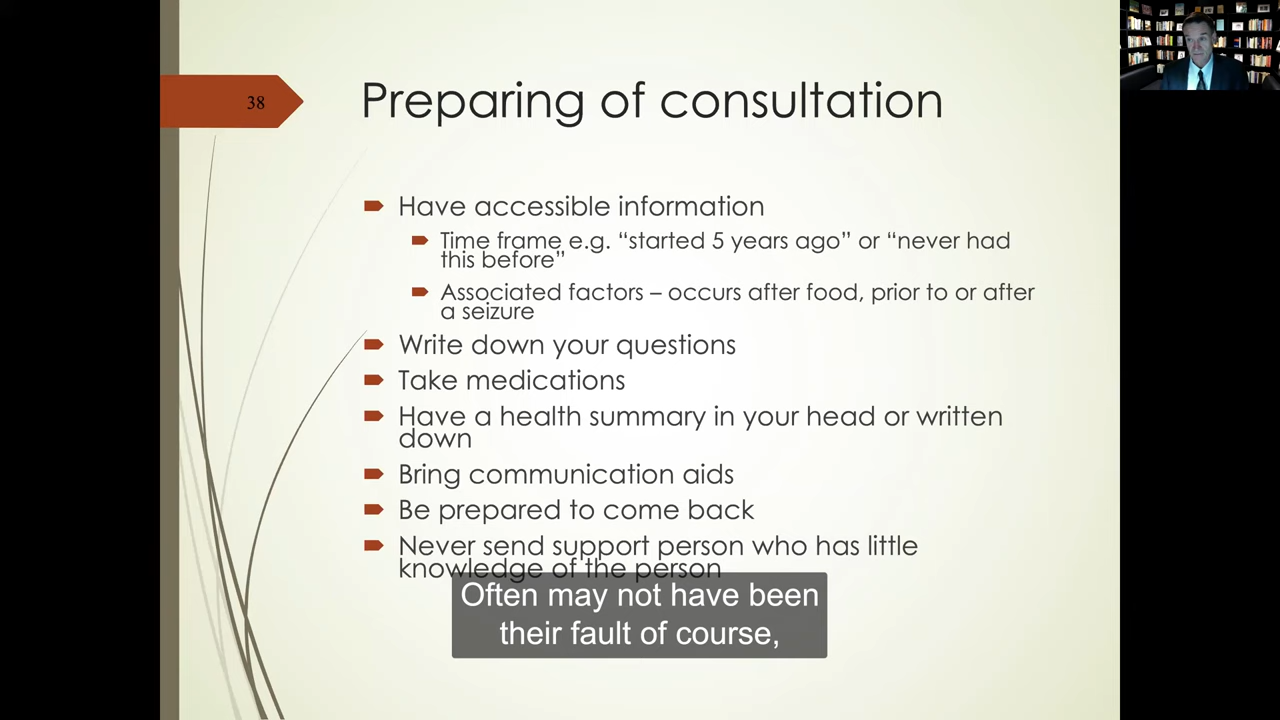 38
Preparing of consultation
Have accessible information
Time frame e.g. “started 5 years ago” or “never had
this before”
Associated factors – occurs after food, prior to or after
a seizure
Write down your questions
Take medications
Have a health summary in your head or written
down
Bring communication aids
Be prepared to come back
Never send support person who has little
knowledge of the person
Often may not have been
their fault of course,